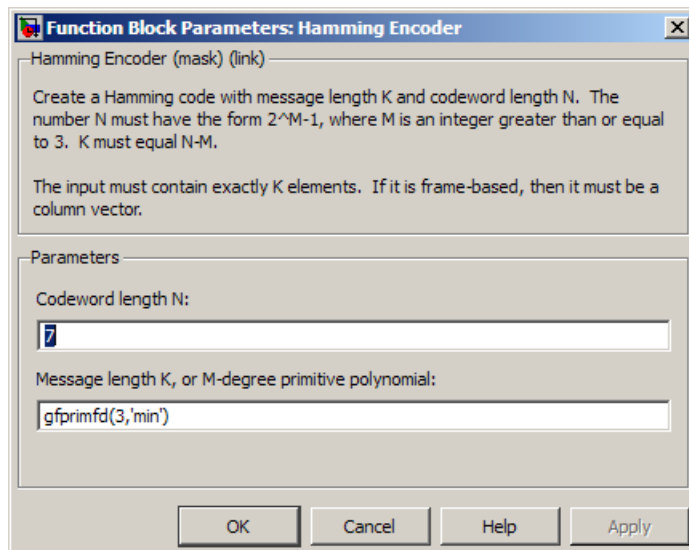 Function Block Parameters: Hamming Encoder
Hamming Encoder (mask) (link)
Create a Hamming code with message length K and codeword length N.  The
number N must have the form 2^M-1, where M is an integer greater than or equal
to 3.  K must equal N-M.
The input must contain exactly K elements.  If it is frame-based, then it must be a
column vector.
Parameters
Codeword length N:
7
Message length K, or M-degree primitive polynomial:
gfprimfd(3,'min')
OK
Cancel
Help
Apply